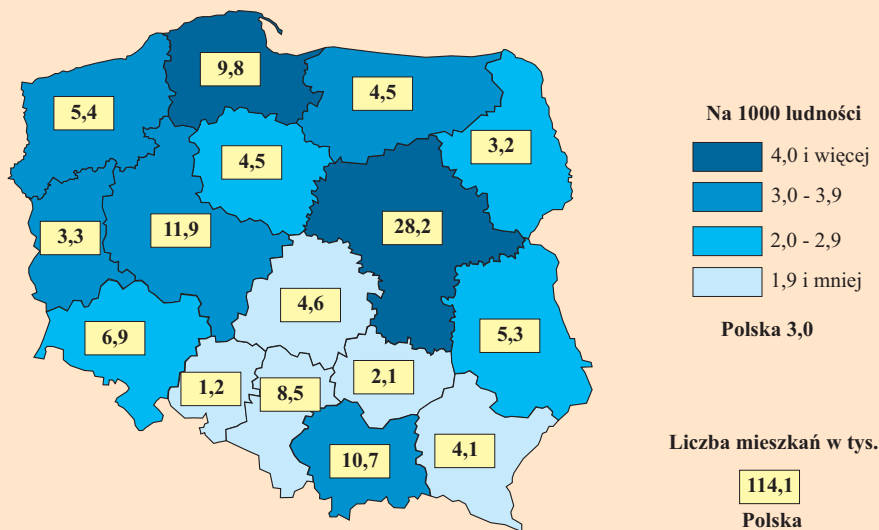 9,8
5,4
4,5
3,2
4,5
3,3
11,9
28,2
4,6
6,9
5,3
1,2
8,5
2,1
10,7
4,1
Na 1000 ludności
4,0 i więcej
3,0 - 3,9
2,0 - 2,9
1,9 i mniej
Polska 3,0
Liczba mieszkań w tys.
114,1
Polska